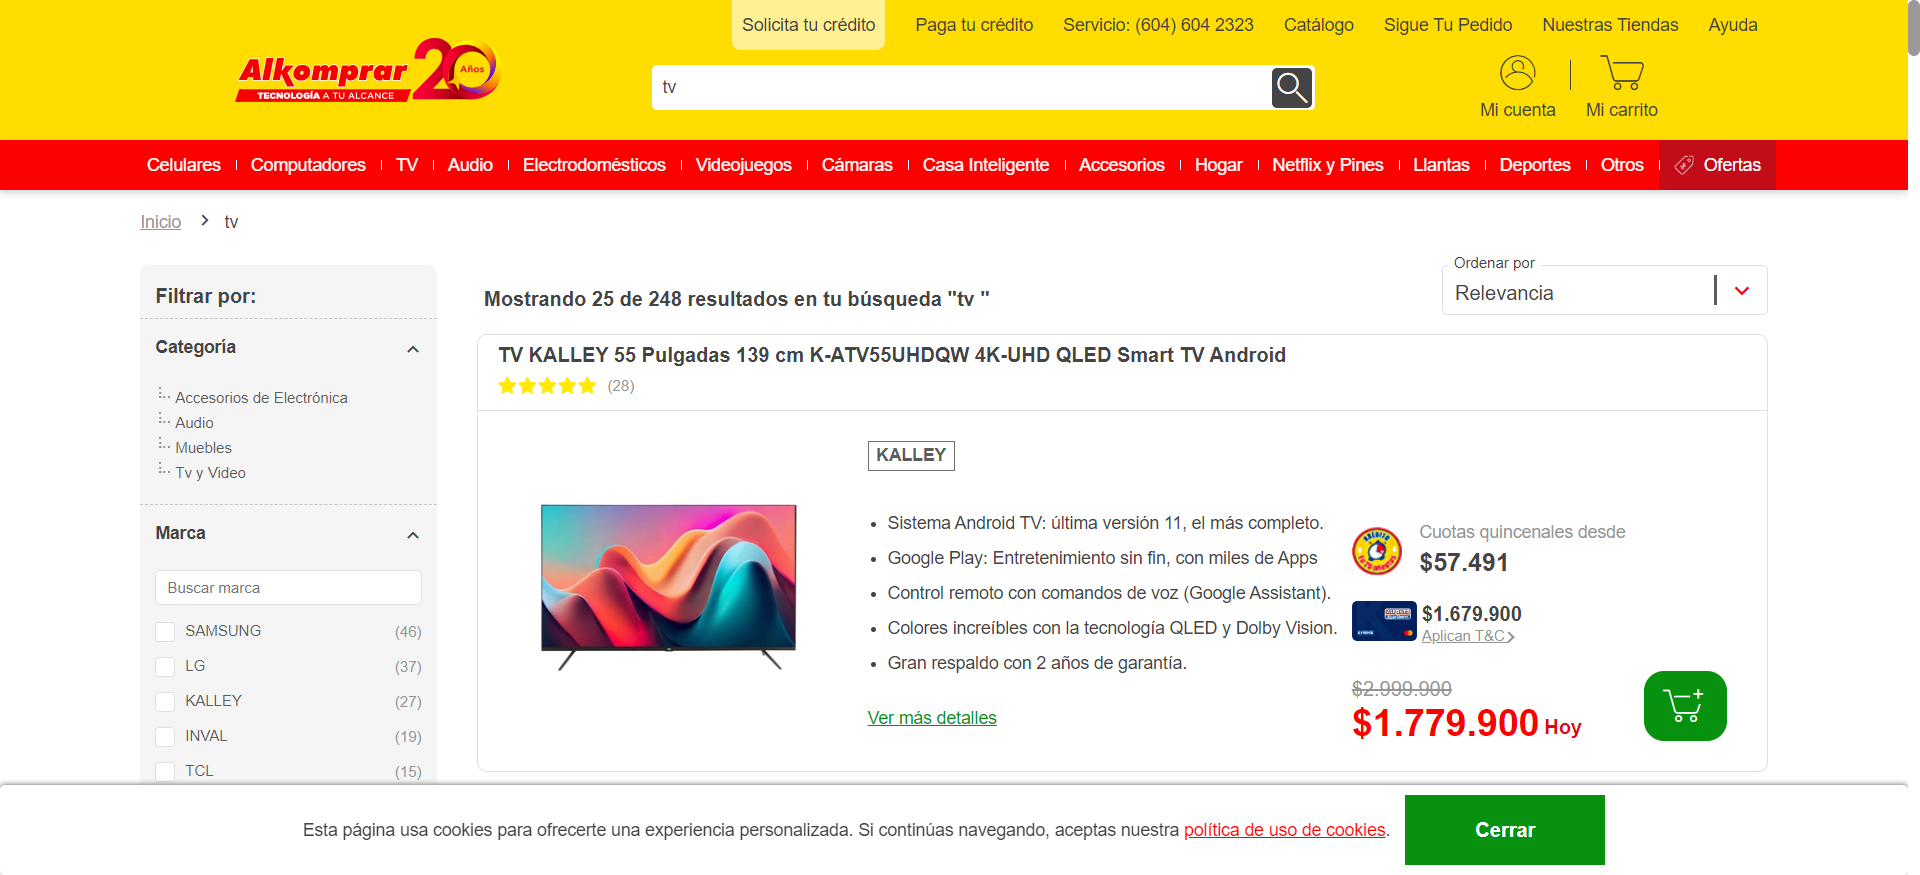 Solicita tu crédito Paga tu crédito Servicio: (604) 604 2323 Catálogo Sigue Tu Pedido Nuestras Tiendas Ayuda
Alkomprar 20 Años
TECNOLOGÍA A TU ALCANCE
tv
Mi cuenta Mi carrito
Celulares Computadores TV Audio Electrodomésticos Videojuegos Cámaras Casa Inteligente Accesorios Hogar Netflix y Pines Llantas Deportes Otros Ofertas
Inicio > tv
Filtrar por:
Categoría
Accesorios de Electrónica
Audio
Muebles
Tv y Video
Marca
Buscar marca
SAMSUNG (46)
LG (37)
KALLEY (27)
INVAL (19)
TCL (15)
Mostrando 25 de 248 resultados en tu búsqueda "tv "
Ordenar por
Relevancia
TV KALLEY 55 Pulgadas 139 cm K-ATV55UHDQW 4K-UHD QLED Smart TV Android
(28)
KALLEY
• Sistema Android TV: última versión 11, el más completo.
• Google Play: Entretenimiento sin fin, con miles de Apps
• Control remoto con comandos de voz (Google Assistant).
• Colores increíbles con la tecnología QLED y Dolby Vision.
• Gran respaldo con 2 años de garantía.
Ver más detalles
Cuotas quincenales desde
$57.491
$1.679.900
Aplican T&C
$2.999.900
$1.779.900 Hoy
Esta página usa cookies para ofrecerte una experiencia personalizada. Si continúas navegando, aceptas nuestra política de uso de cookies.
Cerrar